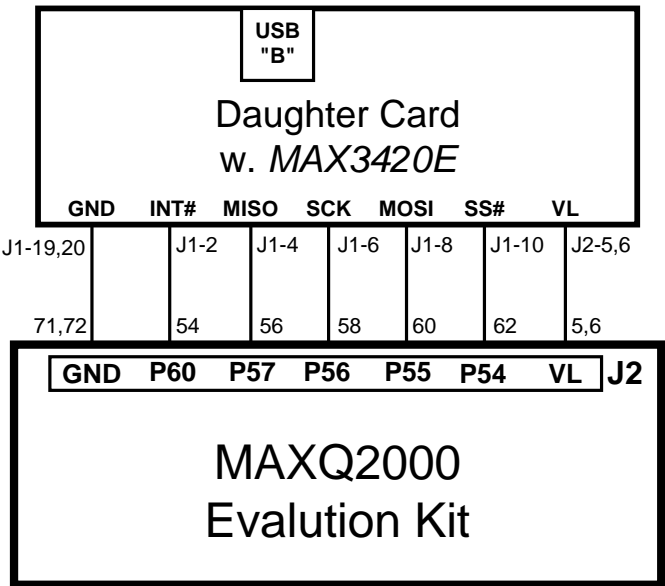 USB
"B"
Daughter Card
w. MAX3420E
GND INT# MISO SCK MOSI SS# VL
J1-19,20 J1-2 J1-4 J1-6 J1-8 J1-10 J2-5,6
71,72 54 56 58 60 62 5,6
GND P60 P57 P56 P55 P54 VL J2
MAXQ2000
Evalution Kit